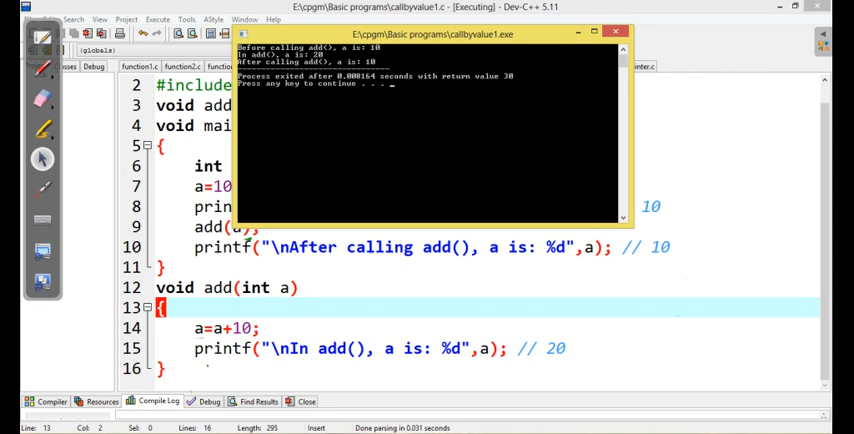 E:\cpgm\Basic programs\callbyvalue1.c - [Executing] - Dev-C++ 5.11
Search View Project Execute Tools AStyle Window Help
(globals)
Classes Debug function1.c function2.c
E:\cpgm\Basic programs\callbyvalue1.exe
Before calling add(), a is: 10
In add(), a is: 20
After calling add(), a is: 10
Process exited after 0.008164 seconds with return value 30
Press any key to continue . . . _
2 #include
3 void add
4 void mai
5 {
6 int
7 a=10
8 prin 10
9 add(a);
10 printf("\nAfter calling add(), a is: %d",a); // 10
11 }
12 void add(int a)
13 {
14 a=a+10;
15 printf("\nIn add(), a is: %d",a); // 20
16 }
Compiler Resources Compile Log Debug Find Results Close
Line: 13 Col: 2 Sel: 0 Lines: 16 Length: 295 Insert Done parsing in 0.031 seconds